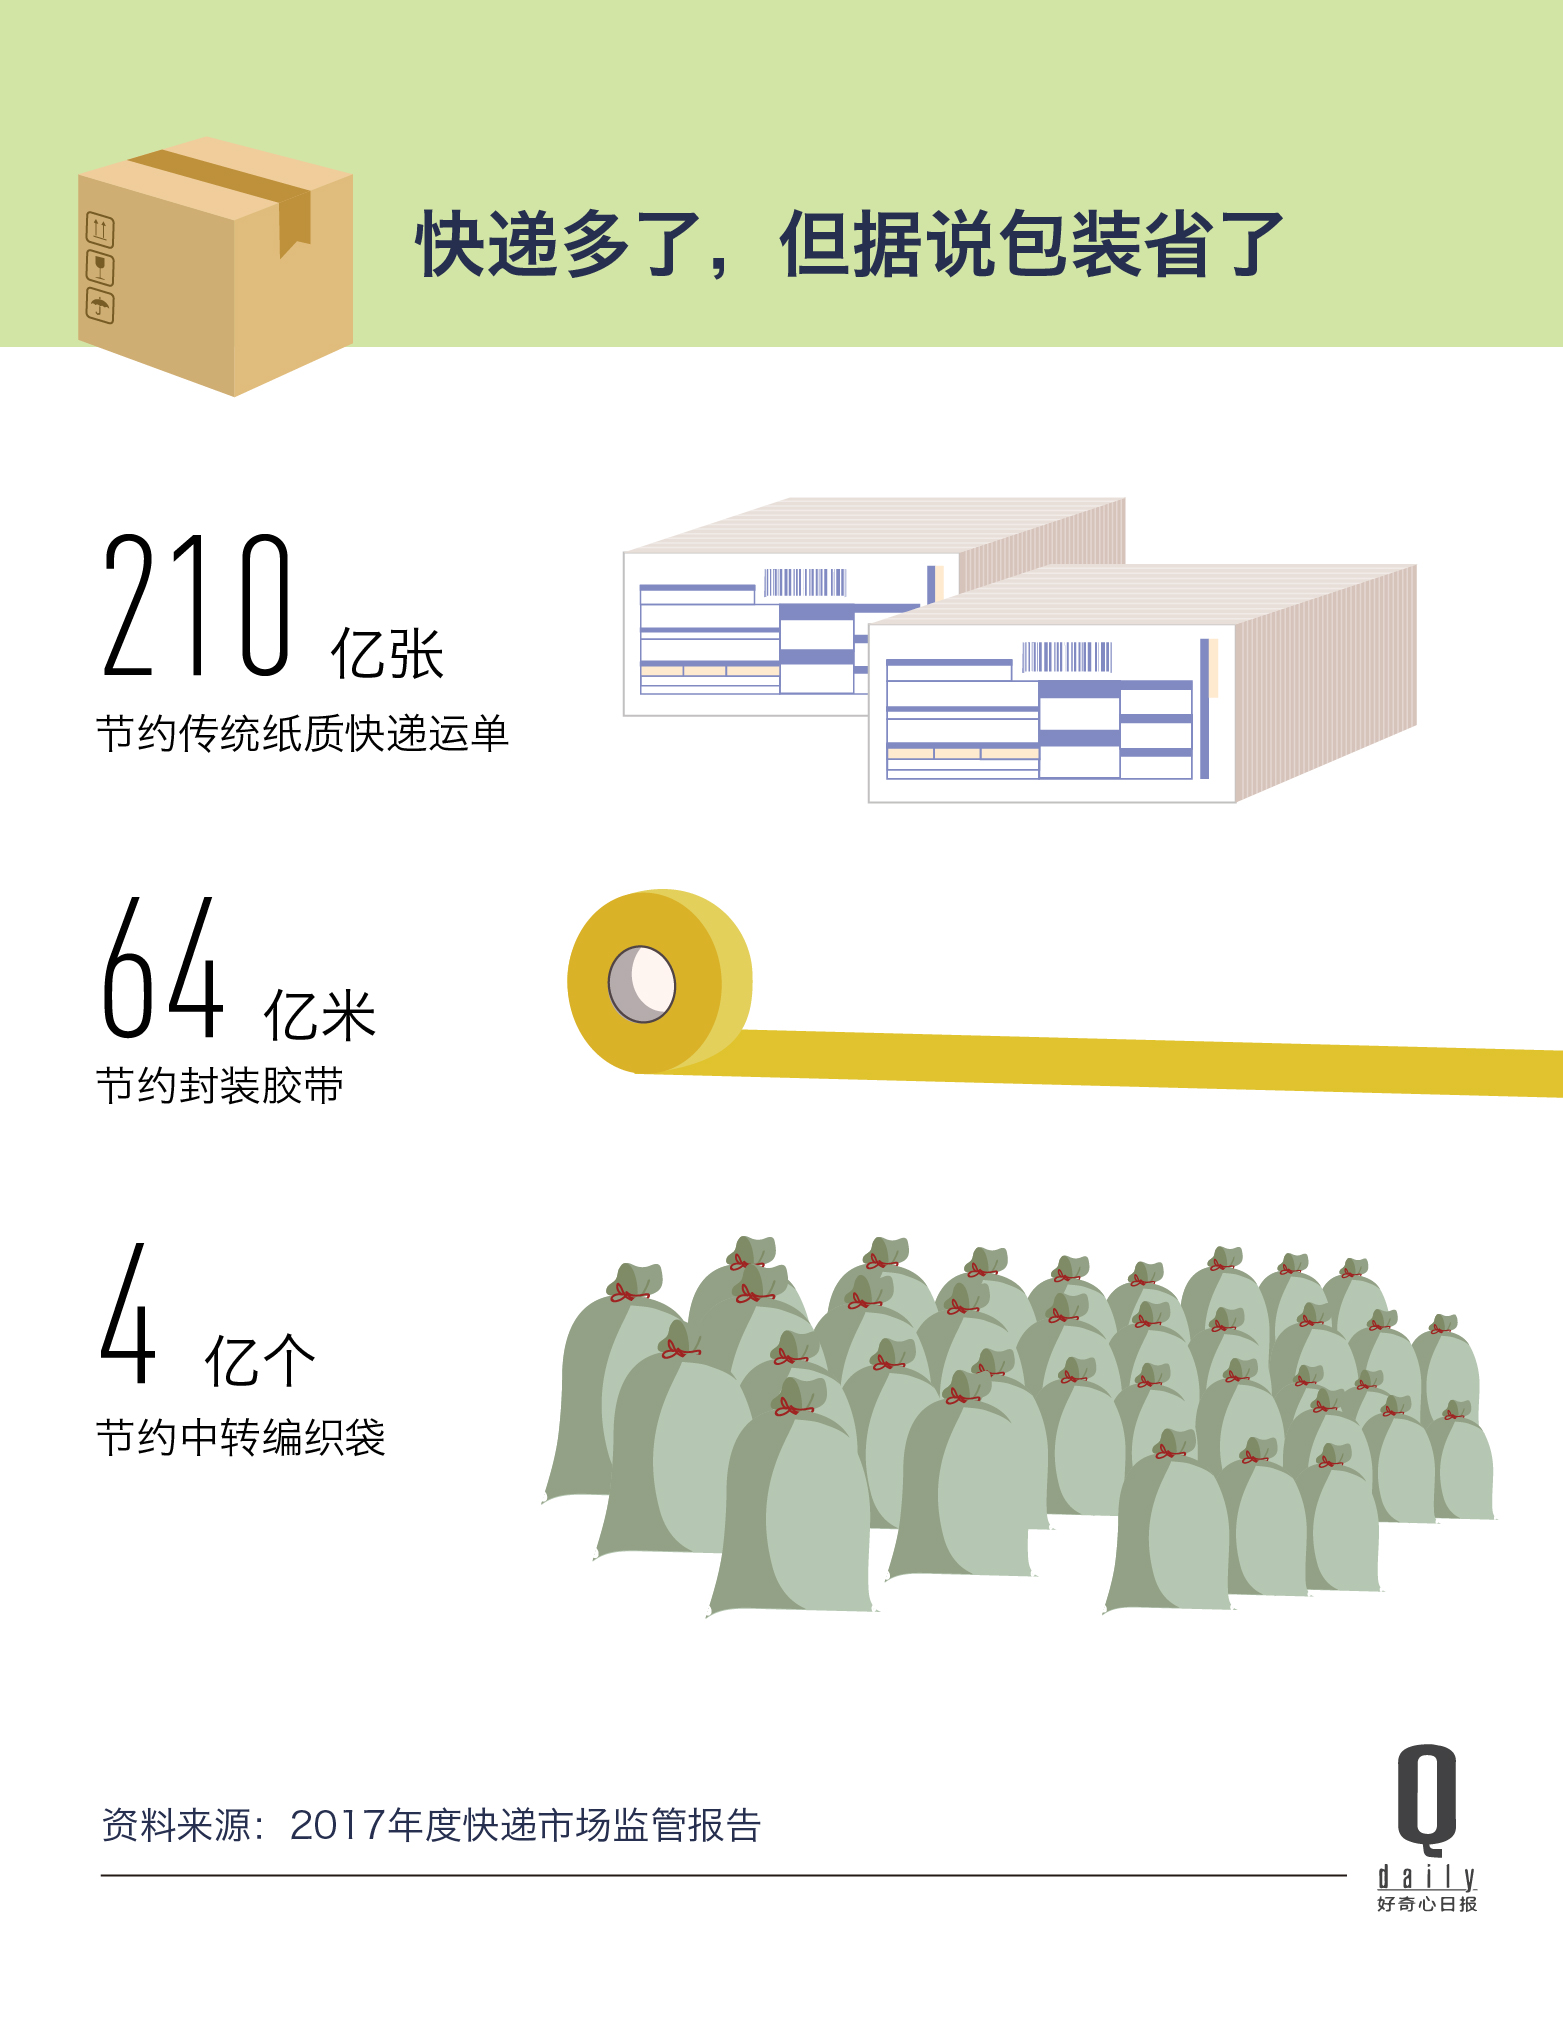 快递多了，但据说包装省了
210 亿张
节约传统纸质快递运单
64 亿米
节约封装胶带
4 亿个
节约中转编织袋
资料来源：2017年度快递市场监管报告
Q
daily
好奇心日报